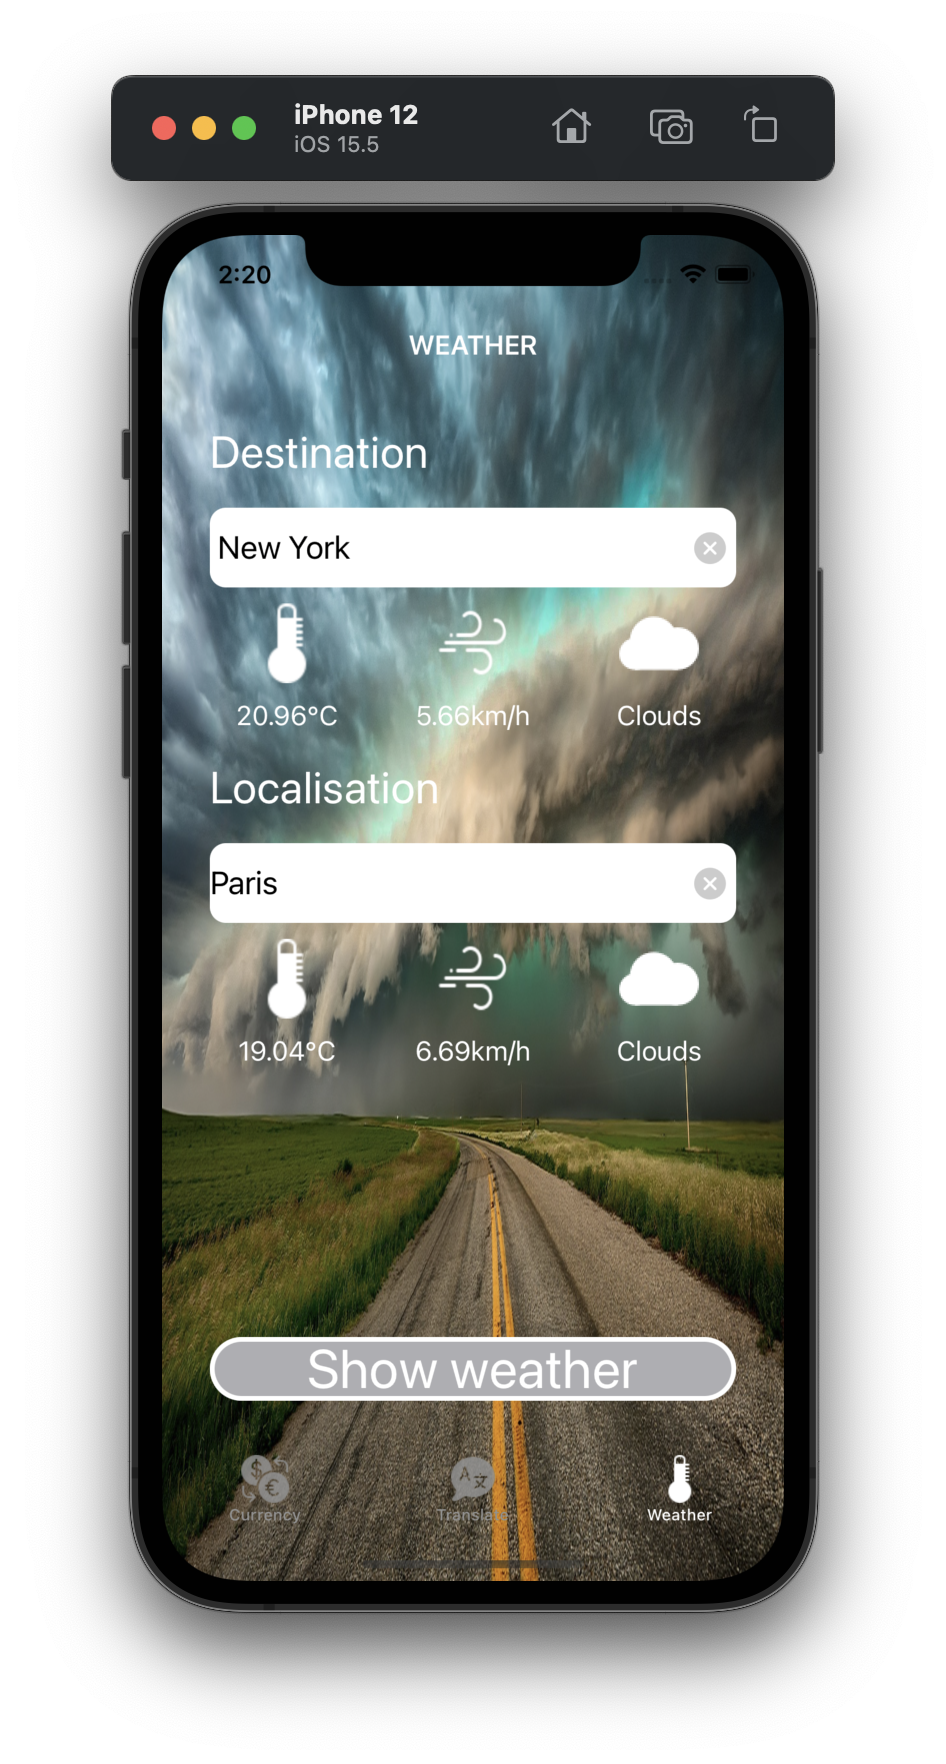 iPhone 12
iOS 15.5
2:20
WEATHER
Destination
New York
20.96°C 5.66km/h Clouds
Localisation
Paris
19.04°C 6.69km/h Clouds
Show weather
$ € A 文
Currency Translate Weather